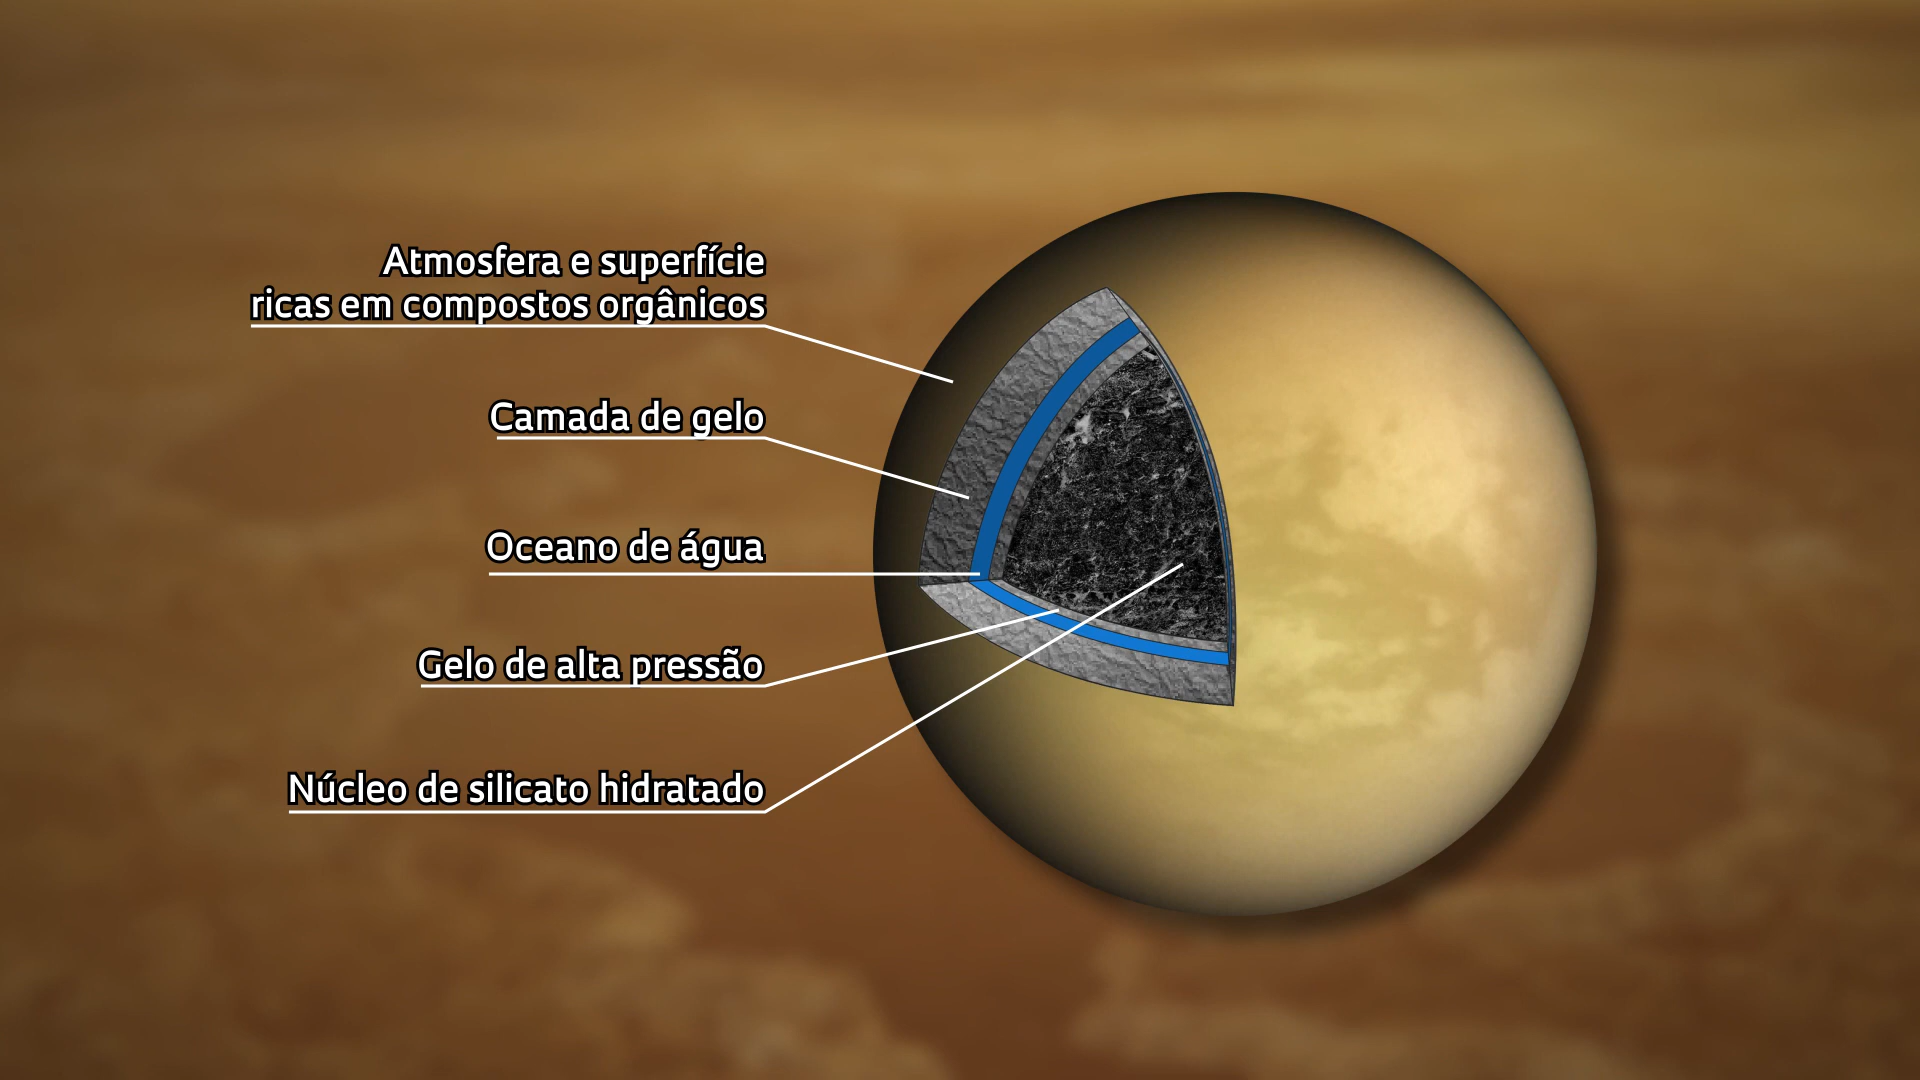 Atmosfera e superfície
ricas em compostos orgânicos
Camada de gelo
Oceano de água
Gelo de alta pressão
Núcleo de silicato hidratado